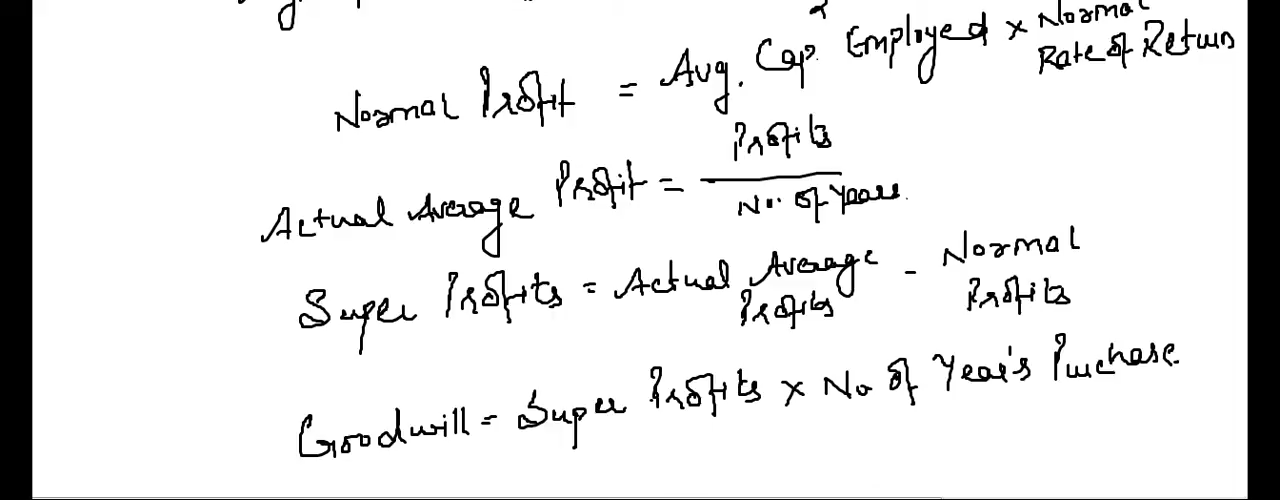 Normal Profit = Avg. Cap Employed × Normal Rate of Return
Actual Average Profit = Profits / No. of Years
Super Profits = Actual Average Profits - Normal Profits
Goodwill = Super Profits × No of Year's Purchase